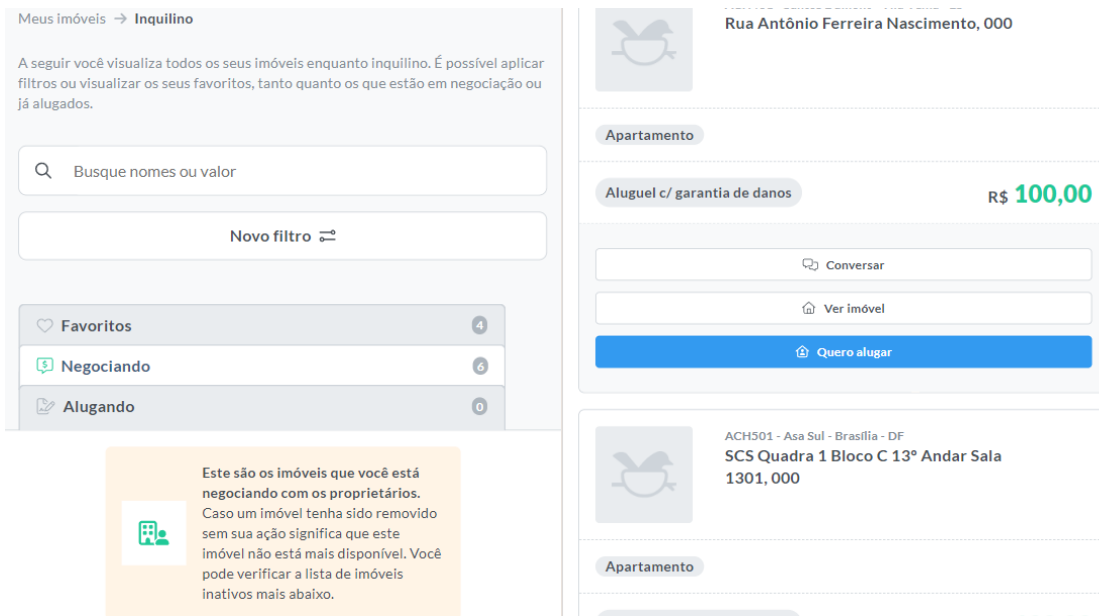 Meus imóveis → Inquilino
A seguir você visualiza todos os seus imóveis enquanto inquilino. É possível aplicar
filtros ou visualizar os seus favoritos, tanto quanto os que estão em negociação ou
já alugados.
Busque nomes ou valor
Novo filtro
Favoritos 4
Negociando 6
Alugando 0
Este são os imóveis que você está
negociando com os proprietários.
Caso um imóvel tenha sido removido
sem sua ação significa que este
imóvel não está mais disponível. Você
pode verificar a lista de imóveis
inativos mais abaixo.
Rua Antônio Ferreira Nascimento, 000
Apartamento
Aluguel c/ garantia de danos
R$ 100,00
Conversar
Ver imóvel
Quero alugar
ACH501 - Asa Sul - Brasília - DF
SCS Quadra 1 Bloco C 13º Andar Sala
1301, 000
Apartamento